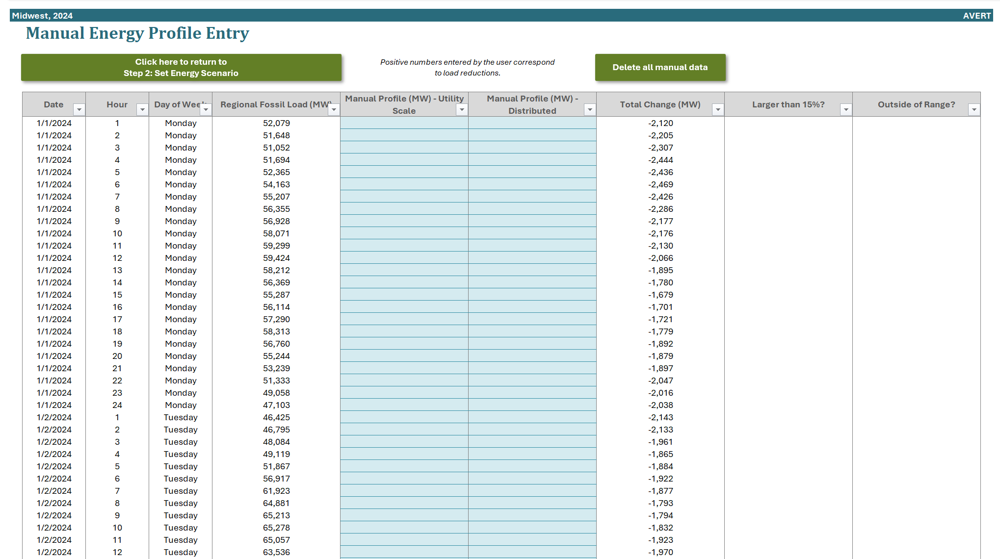 Midwest, 2024 AVERT
Manual Energy Profile Entry
Click here to return to
Step 2: Set Energy Scenario
Positive numbers entered by the user correspond
to load reductions.
Delete all manual data
Date Hour Day of Week Regional Fossil Load (MW) Manual Profile (MW) - Utility Scale Manual Profile (MW) - Distributed Total Change (MW) Larger than 15%? Outside of Range?
1/1/2024 1 Monday 52,079 -2,120
1/1/2024 2 Monday 51,648 -2,205
1/1/2024 3 Monday 51,052 -2,307
1/1/2024 4 Monday 51,694 -2,444
1/1/2024 5 Monday 52,365 -2,436
1/1/2024 6 Monday 54,163 -2,469
1/1/2024 7 Monday 55,207 -2,426
1/1/2024 8 Monday 56,355 -2,286
1/1/2024 9 Monday 56,928 -2,177
1/1/2024 10 Monday 58,071 -2,176
1/1/2024 11 Monday 59,299 -2,130
1/1/2024 12 Monday 59,424 -2,066
1/1/2024 13 Monday 58,212 -1,895
1/1/2024 14 Monday 56,369 -1,780
1/1/2024 15 Monday 55,287 -1,679
1/1/2024 16 Monday 56,114 -1,701
1/1/2024 17 Monday 57,290 -1,721
1/1/2024 18 Monday 58,313 -1,779
1/1/2024 19 Monday 56,760 -1,892
1/1/2024 20 Monday 55,244 -1,879
1/1/2024 21 Monday 53,239 -1,897
1/1/2024 22 Monday 51,333 -2,047
1/1/2024 23 Monday 49,058 -2,016
1/1/2024 24 Monday 47,103 -2,038
1/2/2024 1 Tuesday 46,425 -2,143
1/2/2024 2 Tuesday 46,795 -2,133
1/2/2024 3 Tuesday 48,084 -1,961
1/2/2024 4 Tuesday 49,119 -1,865
1/2/2024 5 Tuesday 51,867 -1,884
1/2/2024 6 Tuesday 56,917 -1,922
1/2/2024 7 Tuesday 61,923 -1,877
1/2/2024 8 Tuesday 64,881 -1,793
1/2/2024 9 Tuesday 65,213 -1,794
1/2/2024 10 Tuesday 65,278 -1,832
1/2/2024 11 Tuesday 65,057 -1,923
1/2/2024 12 Tuesday 63,536 -1,970